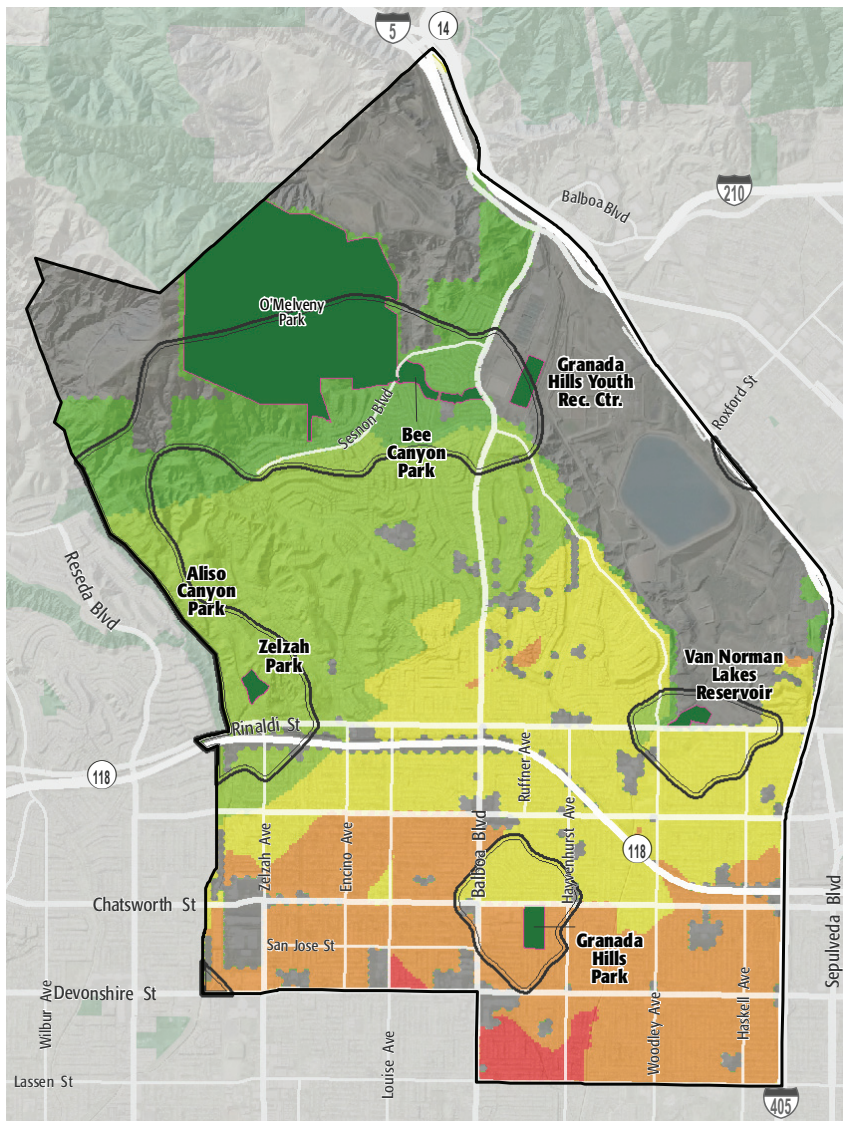 5
14
210
Balboa Blvd
O'Melveny
Park
Granada
Hills Youth
Rec. Ctr.
Roxford St
Sesnon Blvd
Bee
Canyon
Park
Reseda Blvd
Aliso
Canyon
Park
Zelzah
Park
Van Norman
Lakes
Reservoir
Rinaldi St
118
Ruffner Ave
Balboa Blvd
Hayvenhurst Ave
118
Zelzah Ave
Encino Ave
Chatsworth St
Sepulveda Blvd
San Jose St
Granada
Hills
Park
Devonshire St
Wilbur Ave
Louise Ave
Woodley Ave
Haskell Ave
Lassen St
405